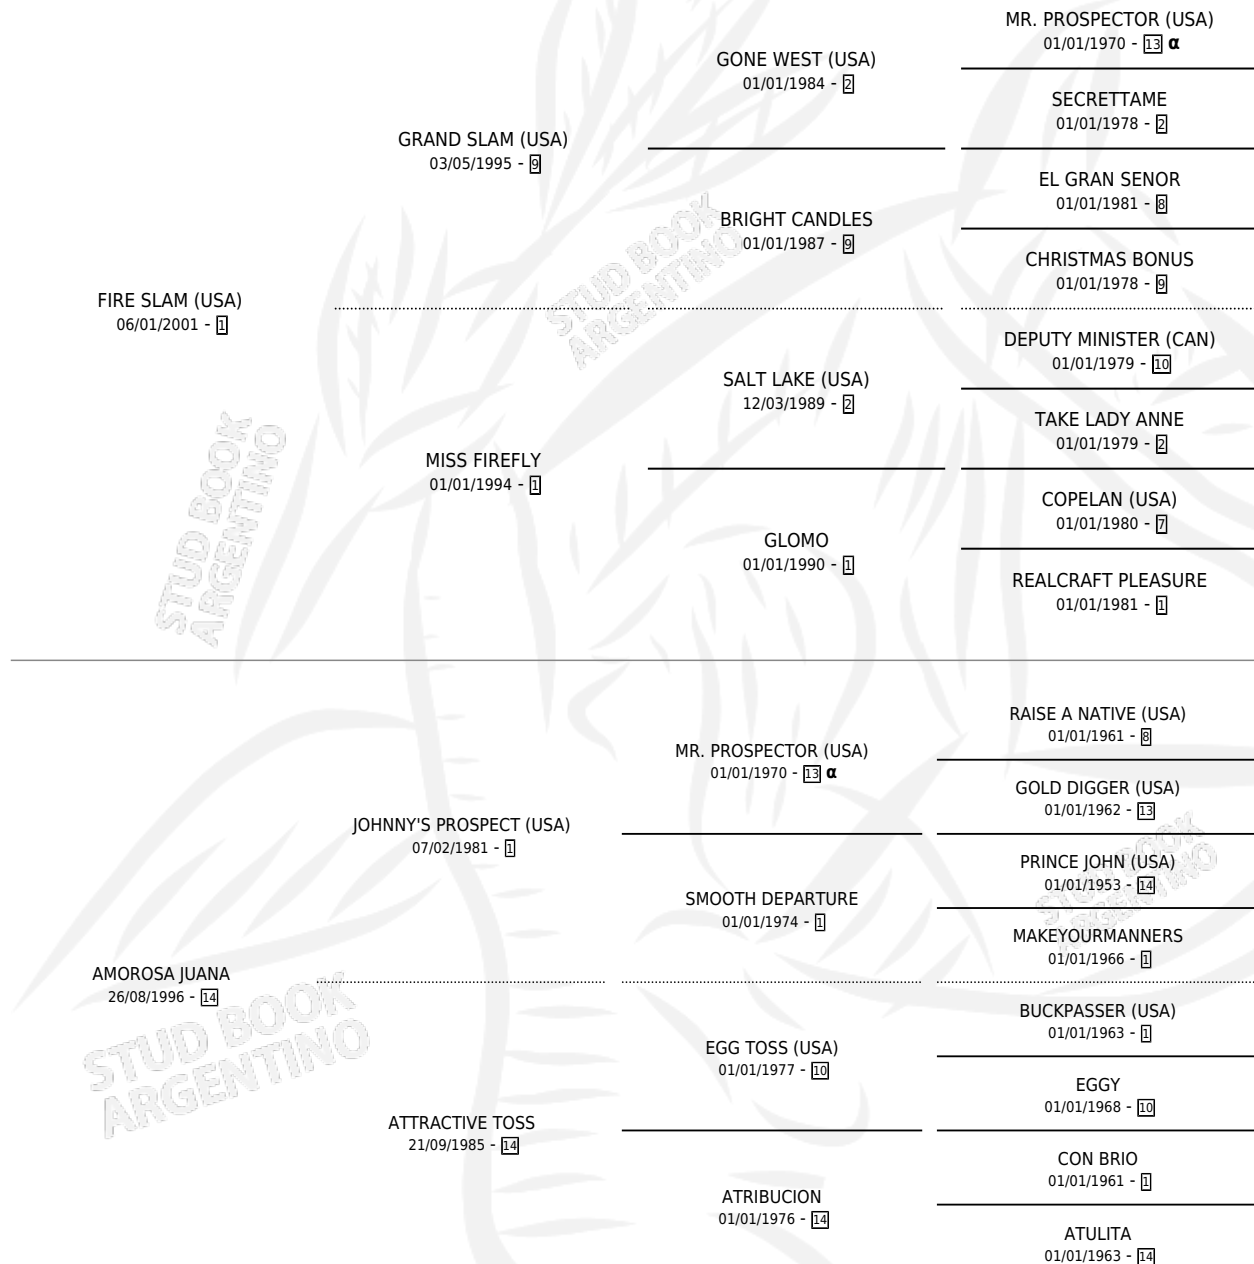 MR. PROSPECTOR (USA)
01/01/1970 - 13 α
GONE WEST (USA)
01/01/1984 - 2
SECRETTAME
01/01/1978 - 2
GRAND SLAM (USA)
03/05/1995 - 9
EL GRAN SENOR
01/01/1981 - 8
BRIGHT CANDLES
01/01/1987 - 9
CHRISTMAS BONUS
01/01/1978 - 9
STUD BOOK
ARGENTINO
FIRE SLAM (USA)
06/01/2001 - 1
DEPUTY MINISTER (CAN)
01/01/1979 - 10
SALT LAKE (USA)
12/03/1989 - 2
TAKE LADY ANNE
01/01/1979 - 2
MISS FIREFLY
01/01/1994 - 1
COPELAN (USA)
01/01/1980 - 7
GLOMO
01/01/1990 - 1
REALCRAFT PLEASURE
01/01/1981 - 1
STUD BOOK
ARGENTINO
RAISE A NATIVE (USA)
01/01/1961 - 8
MR. PROSPECTOR (USA)
01/01/1970 - 13 α
GOLD DIGGER (USA)
01/01/1962 - 13
JOHNNY'S PROSPECT (USA)
07/02/1981 - 1
PRINCE JOHN (USA)
01/01/1953 - 14
SMOOTH DEPARTURE
01/01/1974 - 1
MAKEYOURMANNERS
01/01/1966 - 1
STUD BOOK
ARGENTINO
AMOROSA JUANA
26/08/1996 - 14
BUCKPASSER (USA)
01/01/1963 - 1
EGG TOSS (USA)
01/01/1977 - 10
EGGY
01/01/1968 - 10
STUD BOOK
ARGENTINO
ATTRACTIVE TOSS
21/09/1985 - 14
CON BRIO
01/01/1961 - 1
ATRIBUCION
01/01/1976 - 14
ATULITA
01/01/1963 - 14